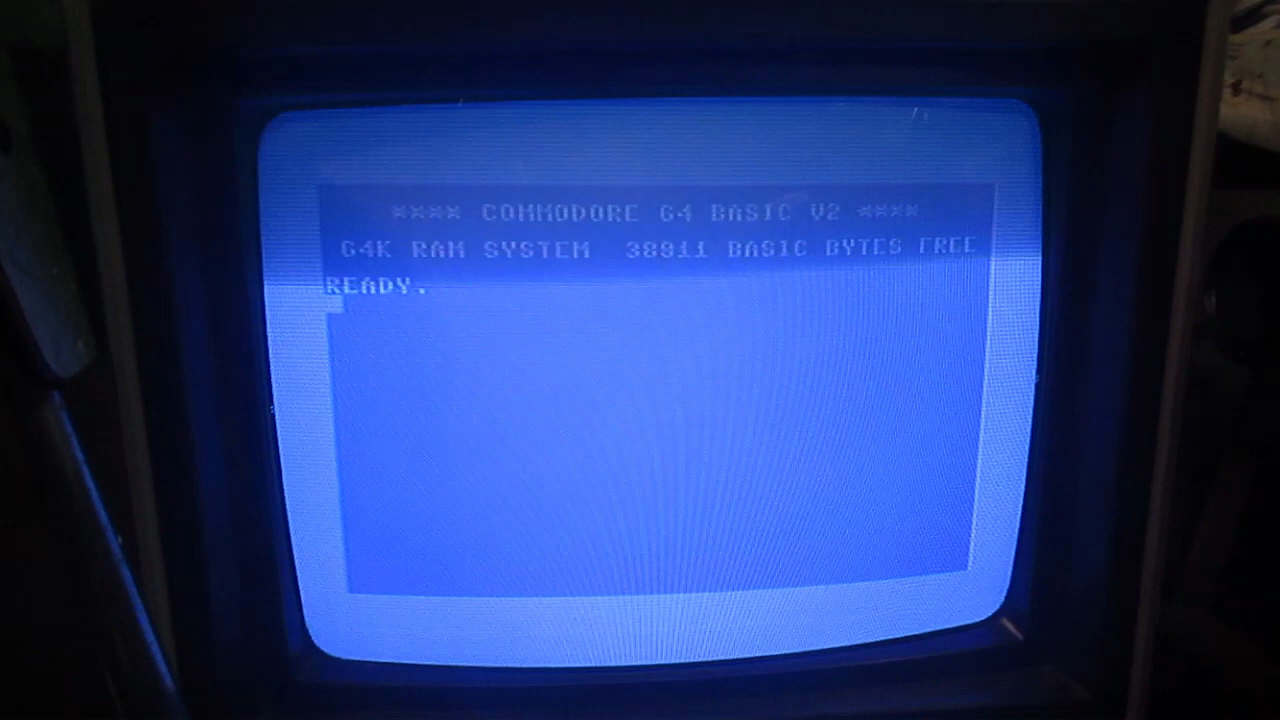 **** COMMODORE 64 BASIC V2 ****
64K RAM SYSTEM  38911 BASIC BYTES FREE
READY.